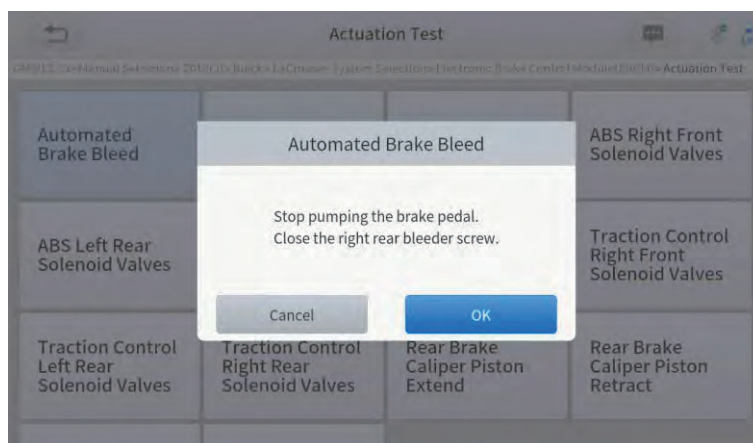 Actuation Test
Actuation Test
Automated
Brake Bleed
ABS Right Front
Solenoid Valves
Automated Brake Bleed
Stop pumping the brake pedal.
Close the right rear bleeder screw.
Cancel
OK
ABS Left Rear
Solenoid Valves
Traction Control
Right Front
Solenoid Valves
Traction Control
Left Rear
Solenoid Valves
Traction Control
Right Rear
Solenoid Valves
Rear Brake
Caliper Piston
Extend
Rear Brake
Caliper Piston
Retract